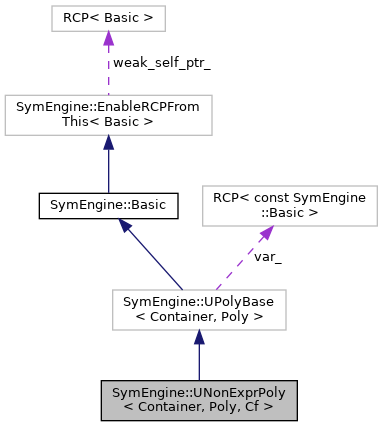 RCP< Basic >
weak_self_ptr_
SymEngine::EnableRCPFrom
This< Basic >
SymEngine::Basic
RCP< const SymEngine
::Basic >
var_
SymEngine::UPolyBase
< Container, Poly >
SymEngine::UNonExprPoly
< Container, Poly, Cf >